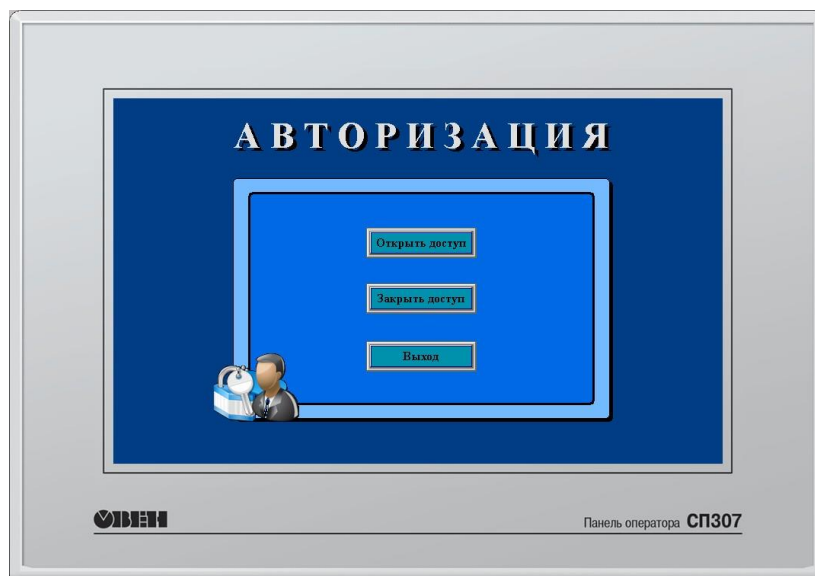 АВТОРИЗАЦИЯ
Открыть доступ
Закрыть доступ
Выход
ОВЕН
Панель оператора СП307